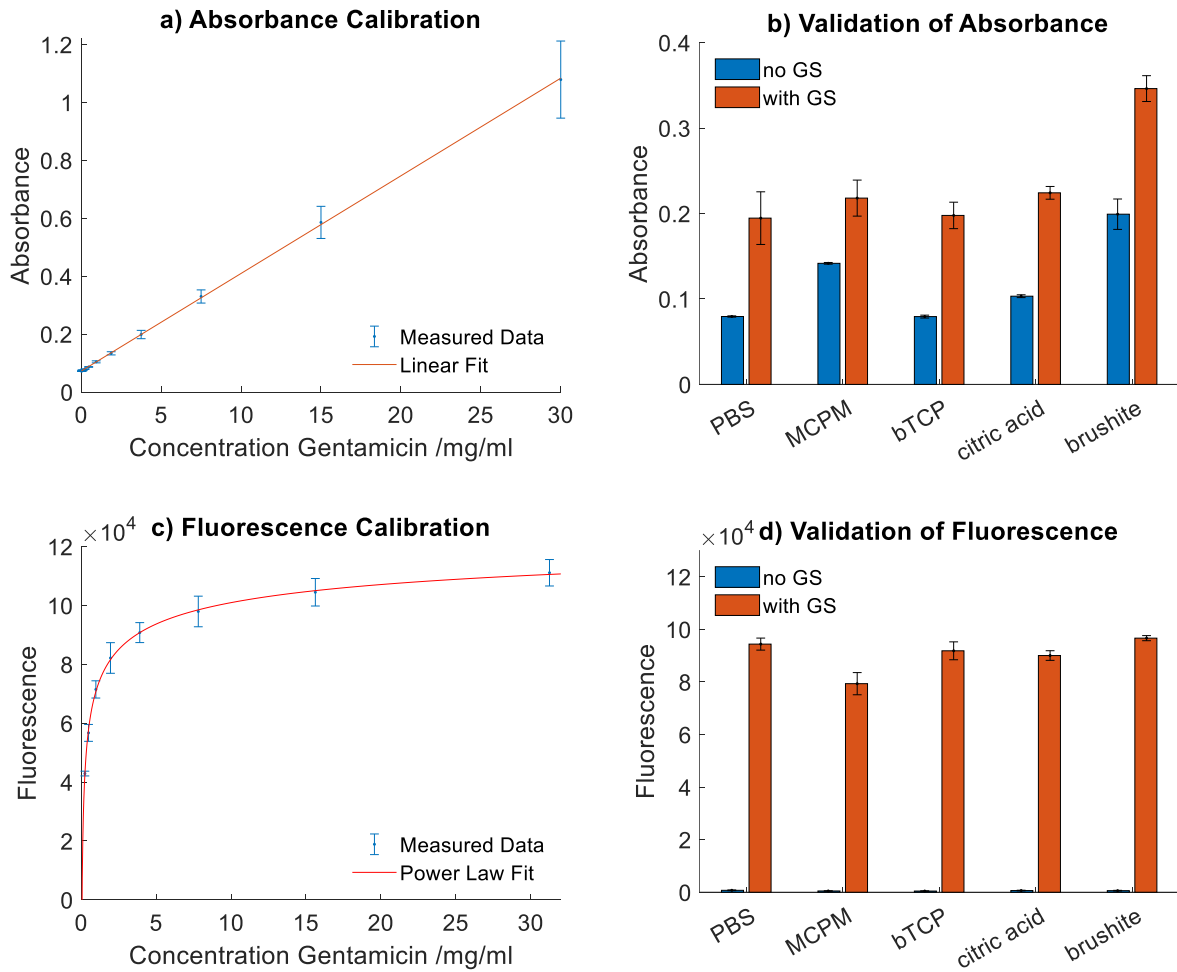 a) Absorbance Calibration
1.2
1
0.8
0.6
0.4
0.2
0
Absorbance
Measured Data
Linear Fit
0 5 10 15 20 25 30
Concentration Gentamicin /mg/ml
b) Validation of Absorbance
0.4
0.3
0.2
0.1
0
Absorbance
no GS
with GS
PBS MCPM bTCP citric acid brushite
c) Fluorescence Calibration
×10⁴
12
10
8
6
4
2
0
Fluorescence
Measured Data
Power Law Fit
0 5 10 15 20 25 30
Concentration Gentamicin /mg/ml
d) Validation of Fluorescence
×10⁴
12
10
8
6
4
2
0
Fluorescence
no GS
with GS
PBS MCPM bTCP citric acid brushite